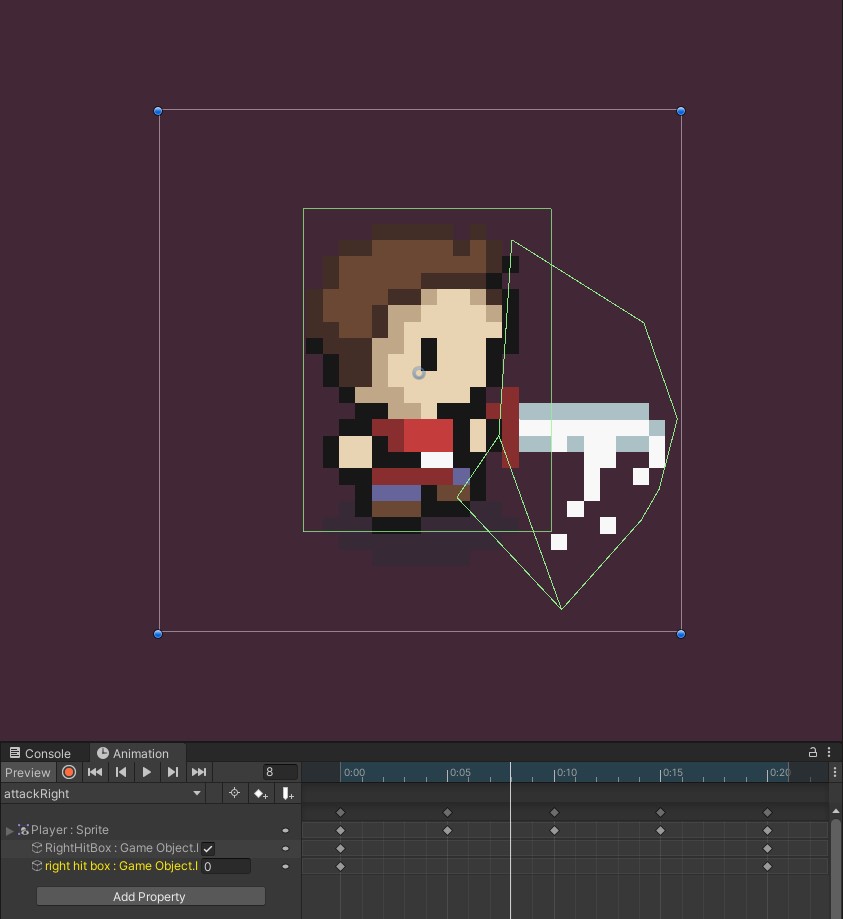 Console
Animation
Preview
8
0:00
0:05
0:10
0:15
0:20
attackRight
Player : Sprite
RightHitBox : Game Object.I
right hit box : Game Object.I
0
Add Property